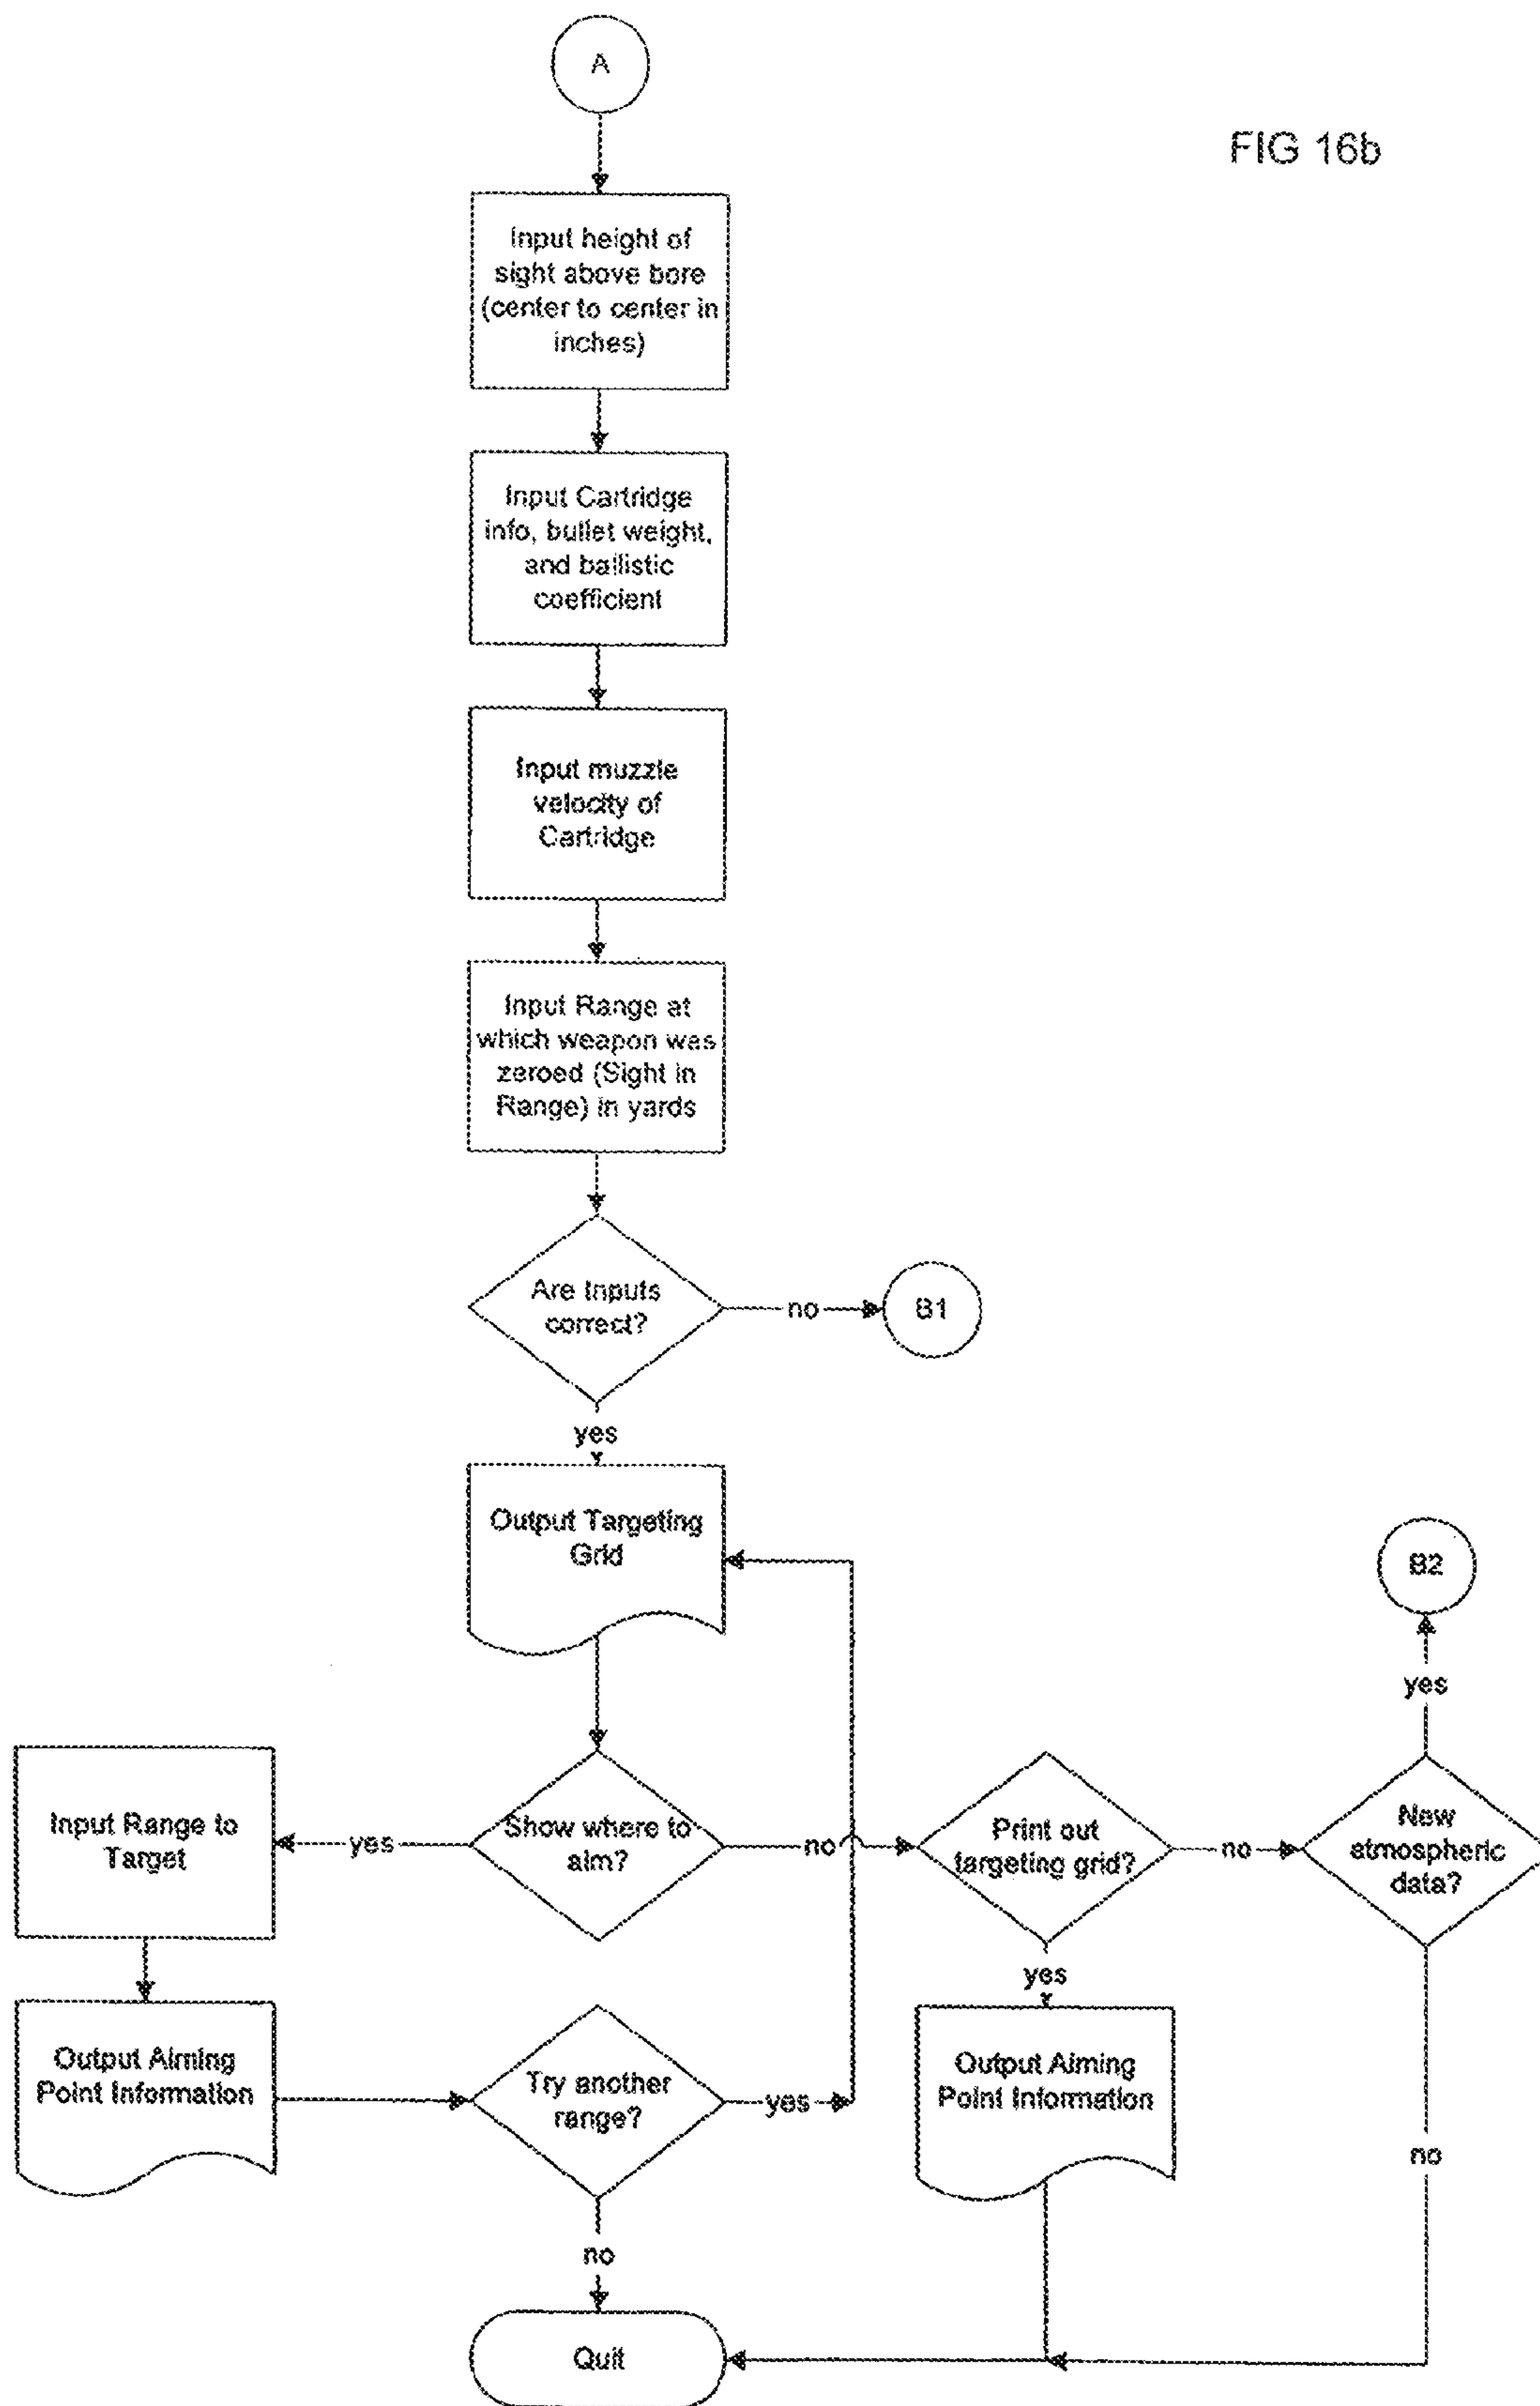 A
FIG 16b
Input height of
sight above bore
(center to center in
inches)
Input Cartridge
info, bullet weight,
and ballistic
coefficient
Input muzzle
velocity of
Cartridge
Input Range at
which weapon was
zeroed (Sight in
Range) in yards
Are Inputs
correct?
no
B1
yes
Output Targeting
Grid
B2
yes
Input Range to
Target
yes
Show where to
aim?
no
Print out
targeting grid?
no
New
atmospheric
data?
yes
Output Aiming
Point Information
Try another
range?
yes
Output Aiming
Point Information
no
no
Quit